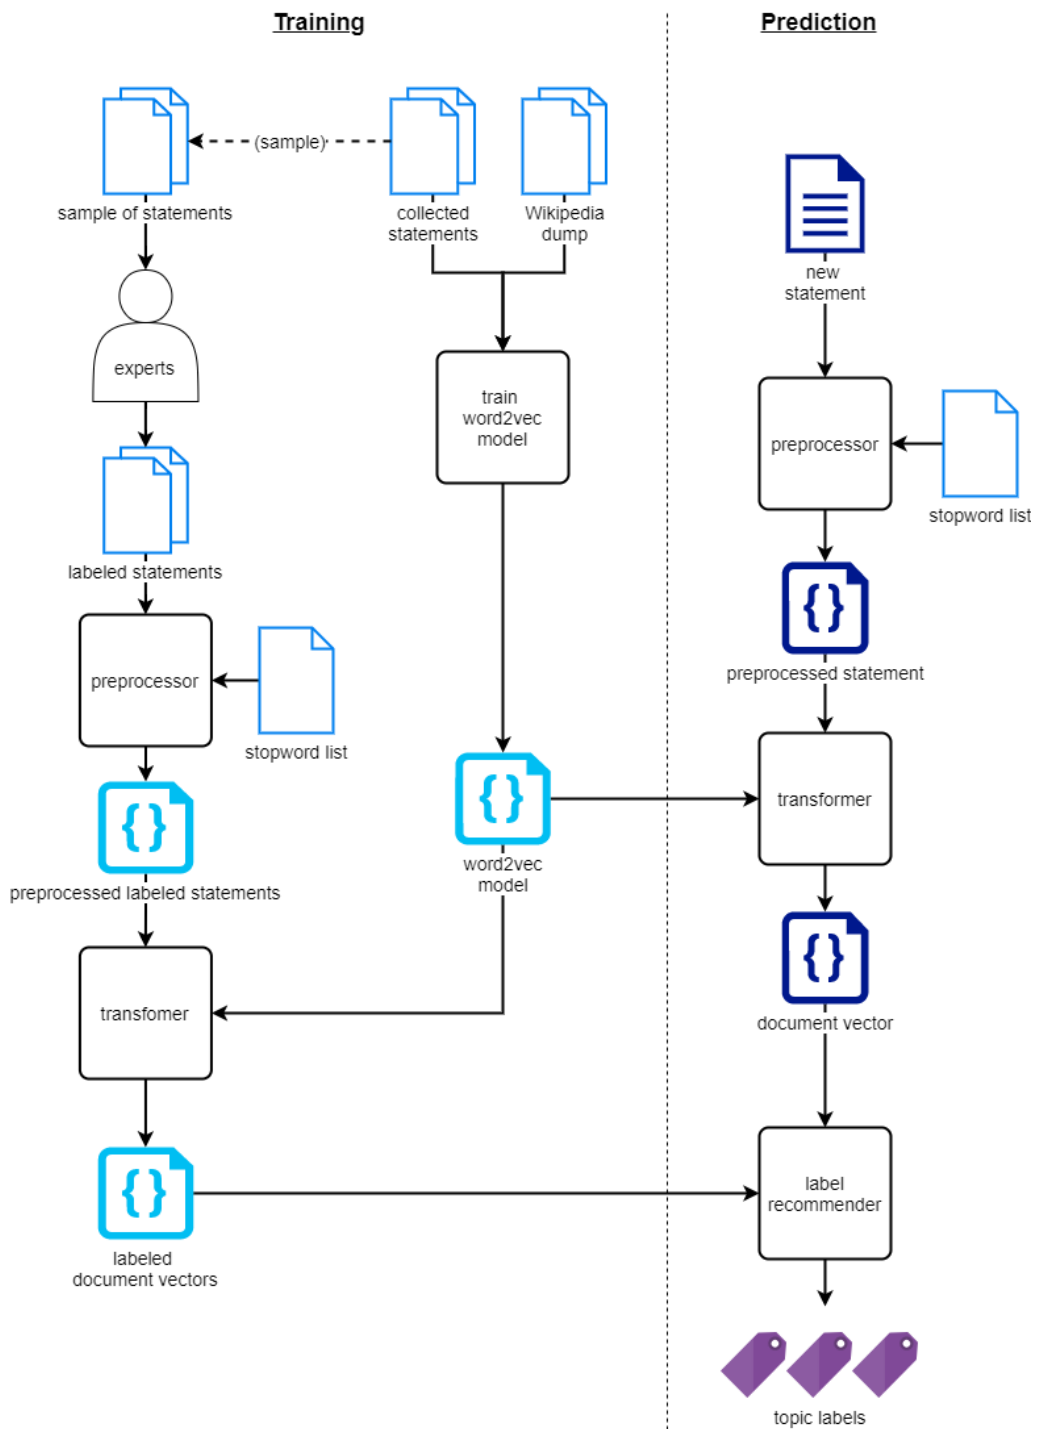 Training
Prediction
(sample)
sample of statements
collected
statements
Wikipedia
dump
new
statement
experts
train
word2vec
model
preprocessor
stopword list
labeled statements
preprocessed statement
preprocessor
stopword list
transformer
{}
word2vec
model
{}
preprocessed labeled statements
{}
document vector
transfomer
{}
label
recommender
{}
labeled
document vectors
topic labels